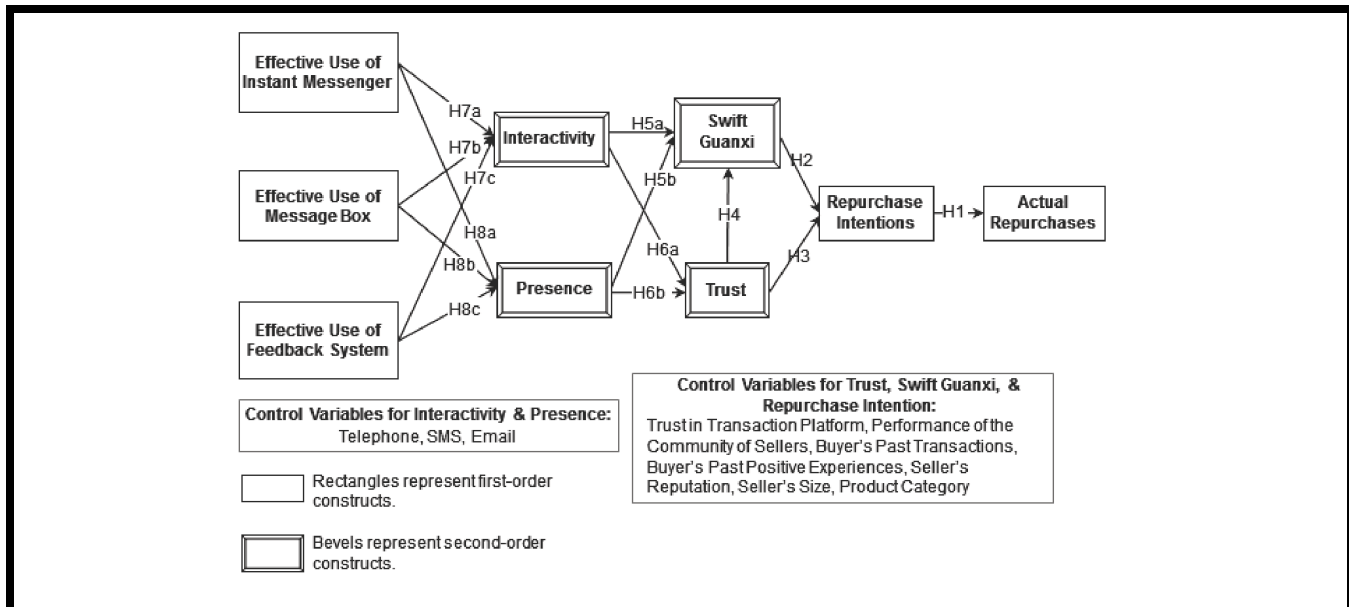 Effective Use of
Instant Messenger
H7a
Interactivity
H5a
Swift
Guanxi
H7b
H7c
H5b
H2
Effective Use of
Message Box
H8a
H8b
H4
Repurchase
Intentions
H1
Actual
Repurchases
H6a
H3
Presence
H6b
Trust
H8c
Effective Use of
Feedback System
Control Variables for Interactivity & Presence:
Telephone, SMS, Email
Control Variables for Trust, Swift Guanxi, &
Repurchase Intention:
Trust in Transaction Platform, Performance of the
Community of Sellers, Buyer's Past Transactions,
Buyer's Past Positive Experiences, Seller's
Reputation, Seller's Size, Product Category
Rectangles represent first-order
constructs.
Bevels represent second-order
constructs.